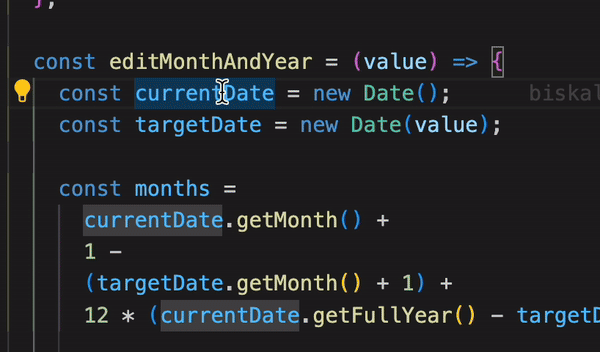 };
const editMonthAndYear = (value) => {
const currentDate = new Date(); biskal
const targetDate = new Date(value);
const months =
currentDate.getMonth() +
1 -
(targetDate.getMonth() + 1) +
12 * (currentDate.getFullYear() - targetD